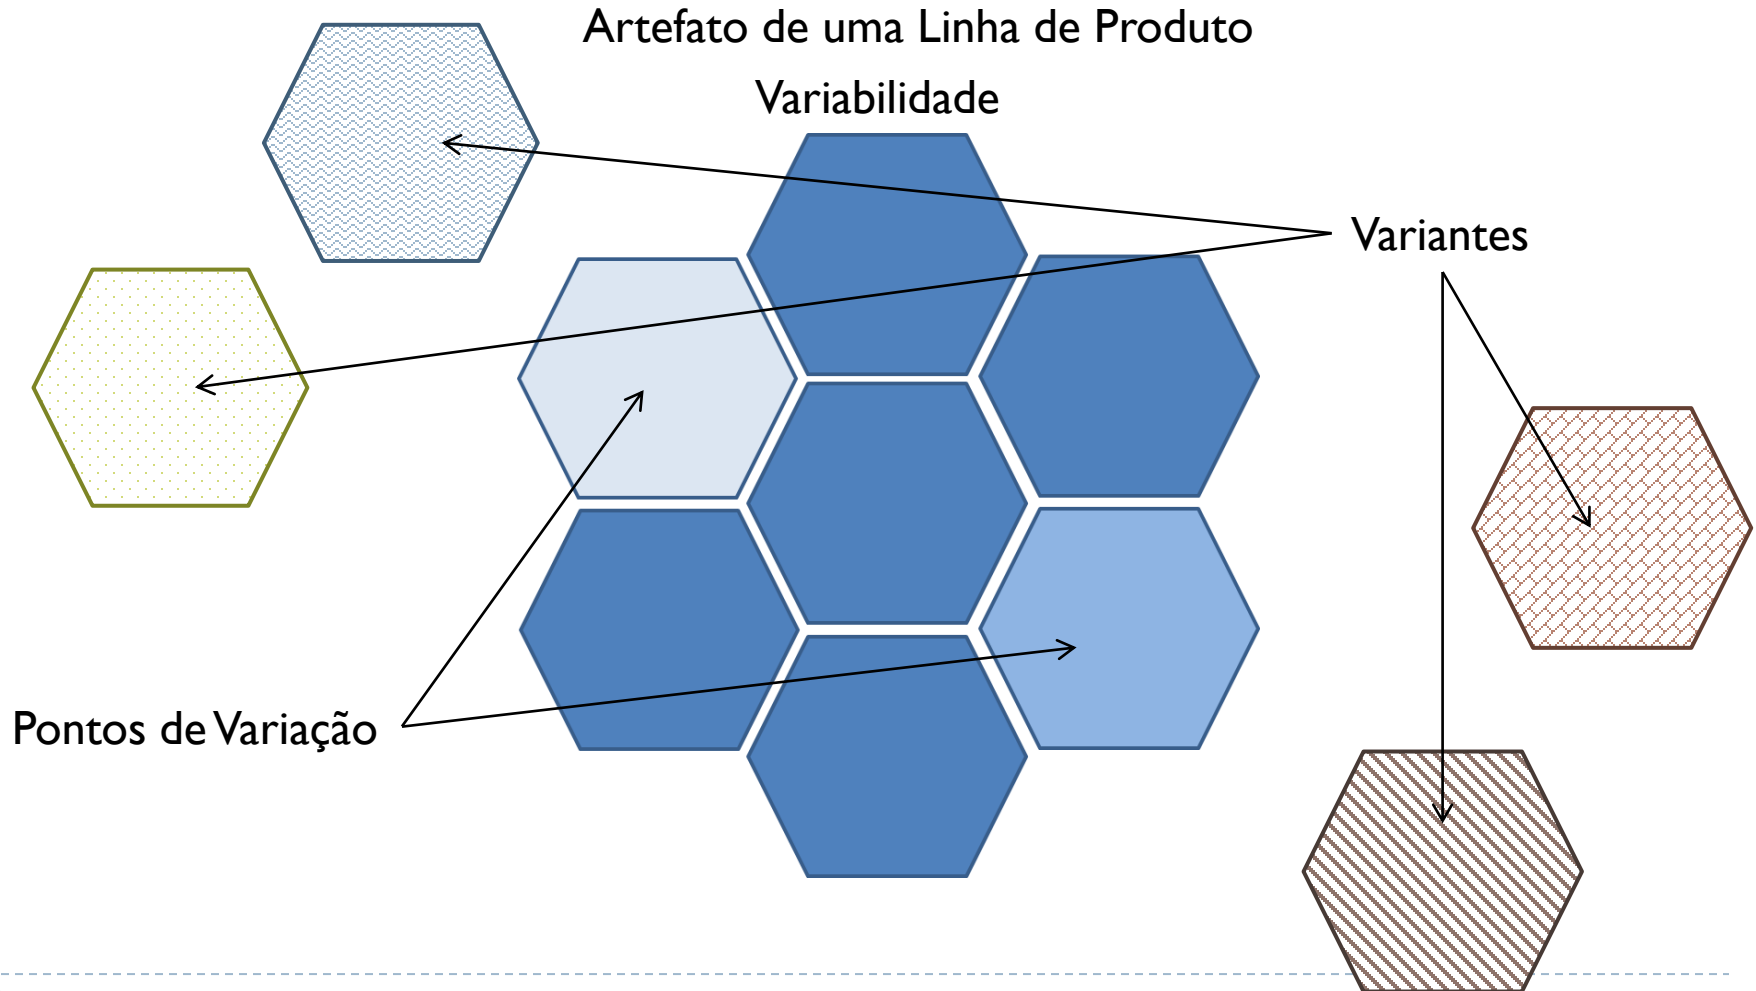 Artefato de uma Linha de Produto
Variabilidade
Variantes
Pontos de Variação